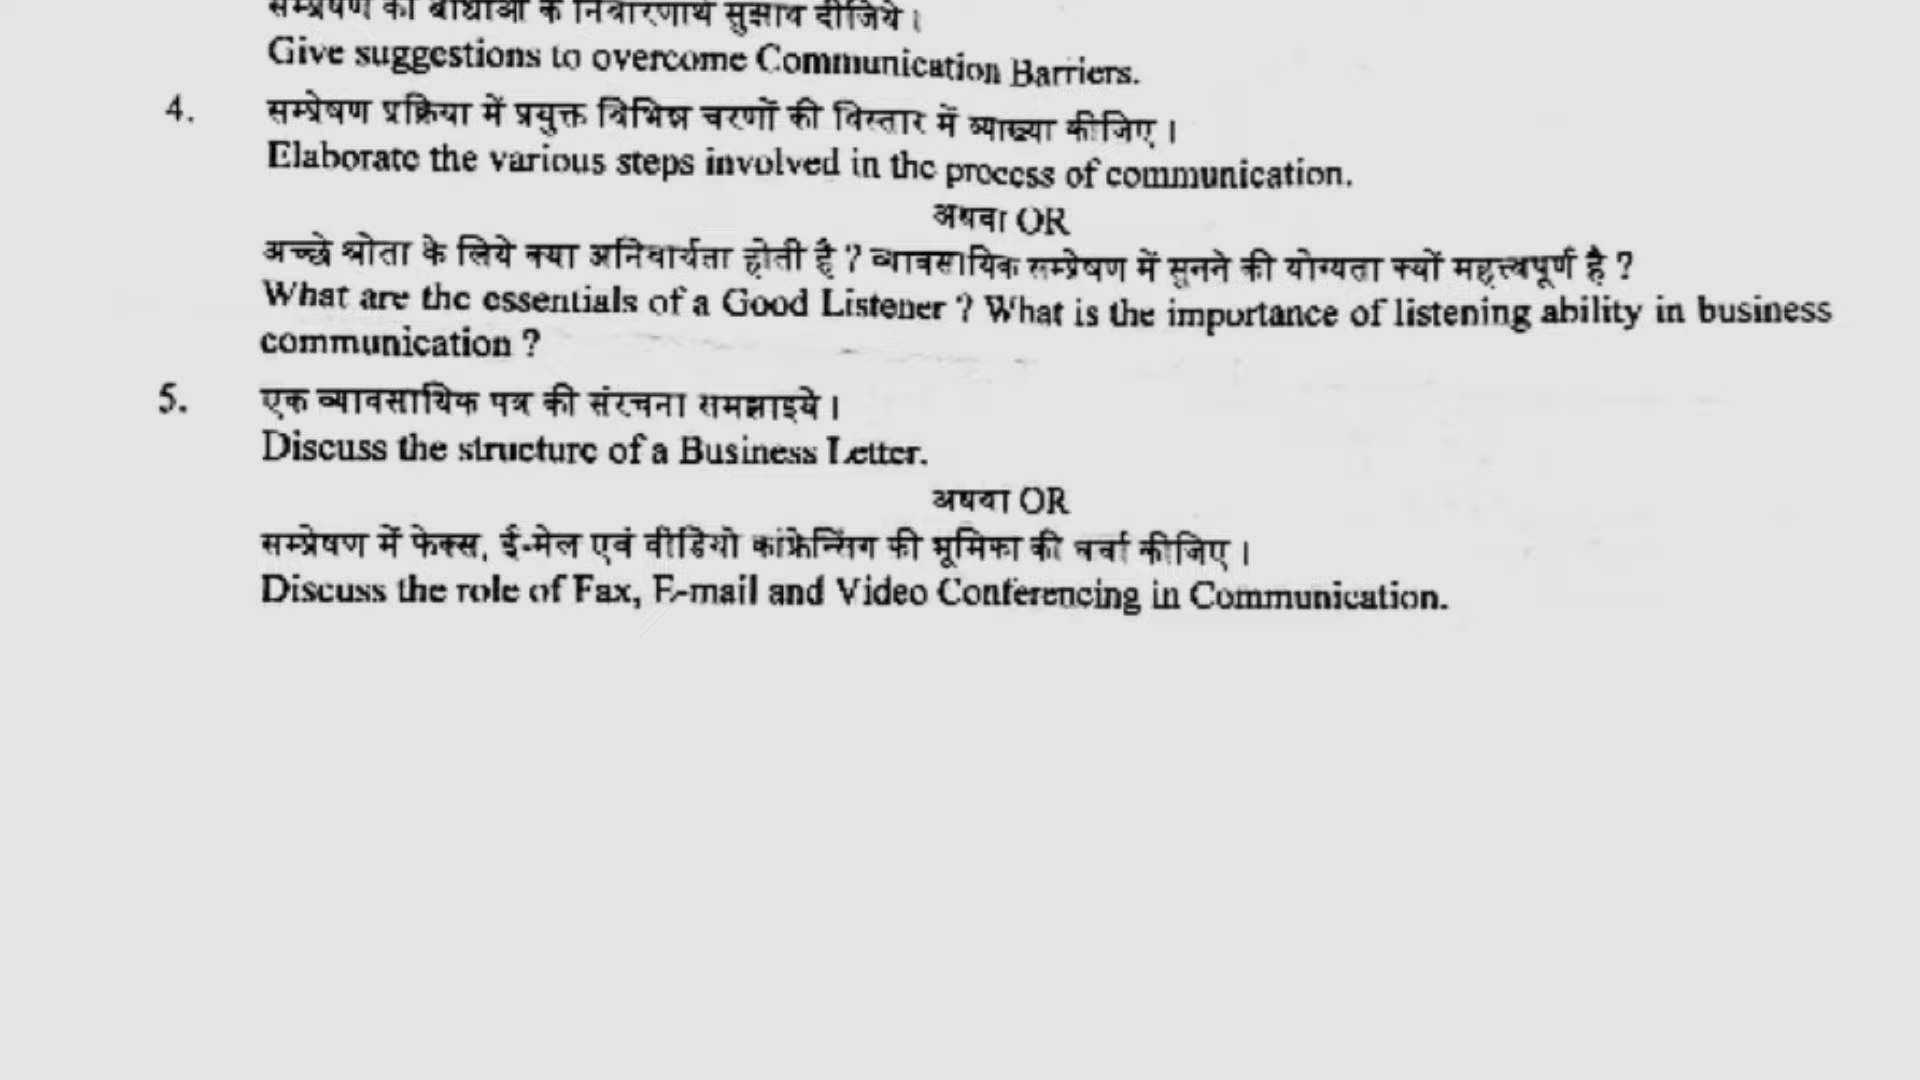 सम्प्रेषण की बाधाओं के निवारणार्थ सुझाव दीजिये।
Give suggestions to overcome Communication Barriers.
4. सम्प्रेषण प्रक्रिया में प्रयुक्त विभिन्न चरणों की विस्तार में व्याख्या कीजिए।
Elaborate the various steps involved in the process of communication.
अथवा OR
अच्छे श्रोता के लिये क्या अनिवार्यता होती है ? व्यावसायिक सम्प्रेषण में सुनने की योग्यता क्यों महत्त्वपूर्ण है ?
What are the essentials of a Good Listener ? What is the importance of listening ability in business
communication ?
5. एक व्यावसायिक पत्र की संरचना समझाइये।
Discuss the structure of a Business Letter.
अथवा OR
सम्प्रेषण में फेक्स, ई-मेल एवं वीडियो कांफ्रेन्सिंग की भूमिका की चर्चा कीजिए।
Discuss the role of Fax, E-mail and Video Conferencing in Communication.